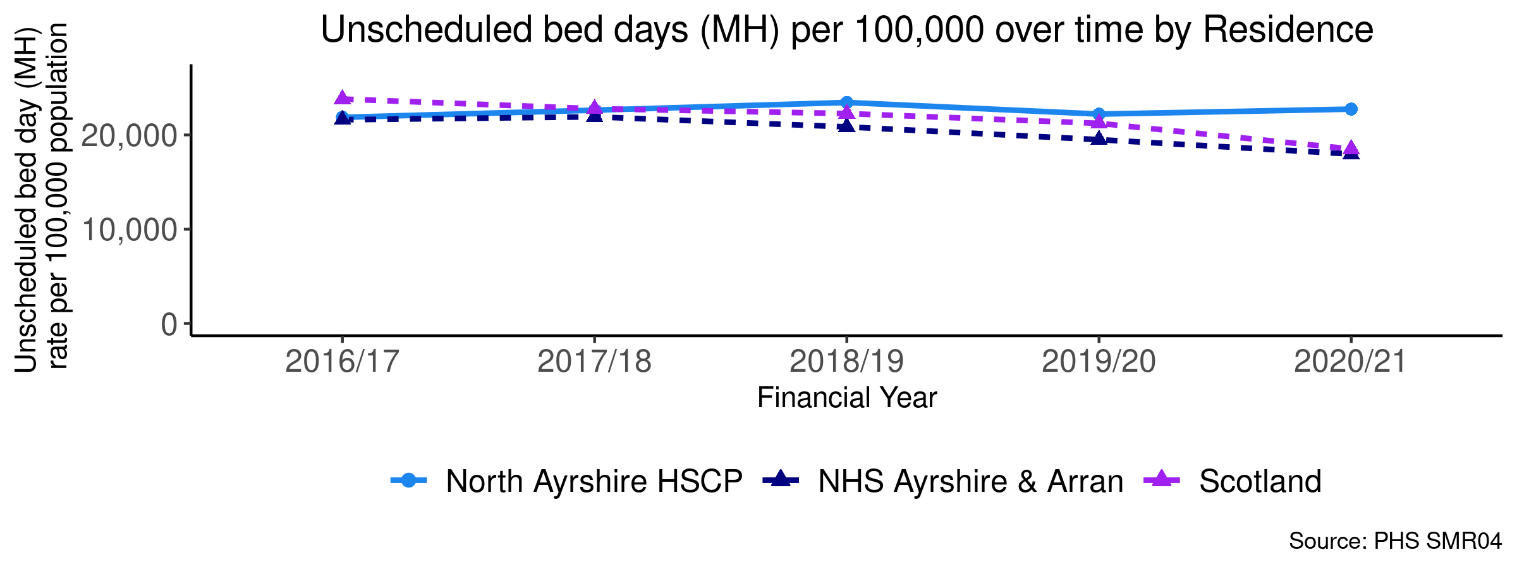 Unscheduled bed days (MH) per 100,000 over time by Residence
Unscheduled bed day (MH)
rate per 100,000 population
20,000
10,000
0
2016/17 2017/18 2018/19 2019/20 2020/21
Financial Year
North Ayrshire HSCP NHS Ayrshire & Arran Scotland
Source: PHS SMR04